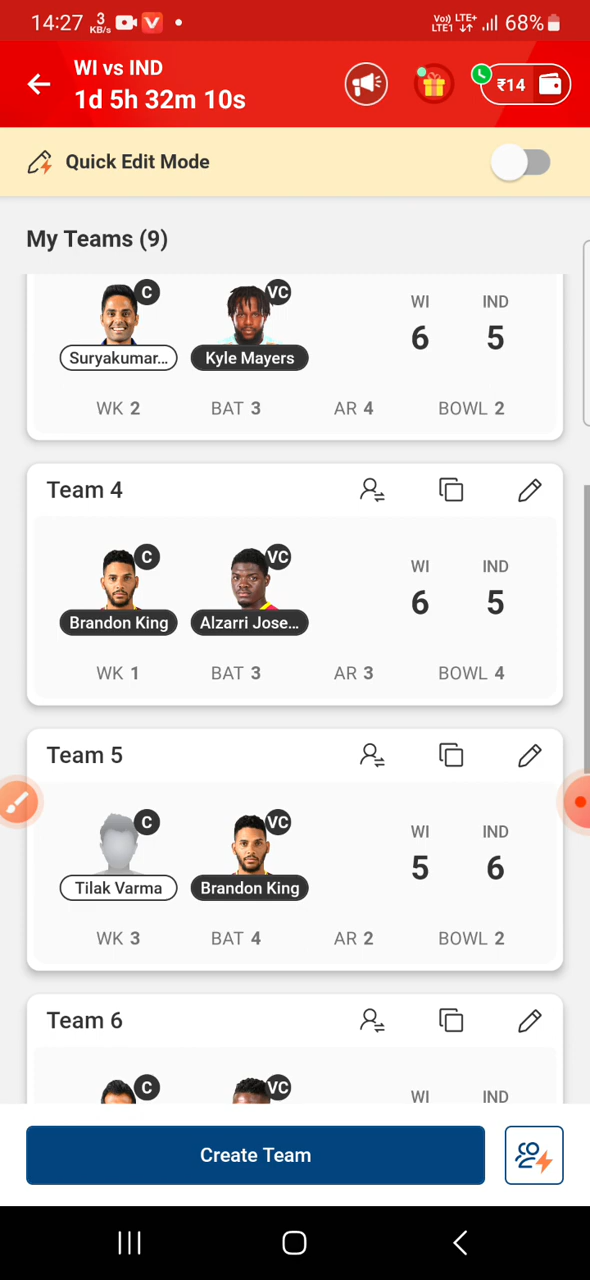 14:27 3 KB/s V Vo)) LTE+ LTE1 68%
WI vs IND
1d 5h 32m 10s
₹14
Quick Edit Mode
My Teams (9)
C VC WI IND
6 5
Suryakumar... Kyle Mayers
WK 2 BAT 3 AR 4 BOWL 2
Team 4
C VC WI IND
6 5
Brandon King Alzarri Jose...
WK 1 BAT 3 AR 3 BOWL 4
Team 5
C VC WI IND
5 6
Tilak Varma Brandon King
WK 3 BAT 4 AR 2 BOWL 2
Team 6
C VC WI IND
Create Team